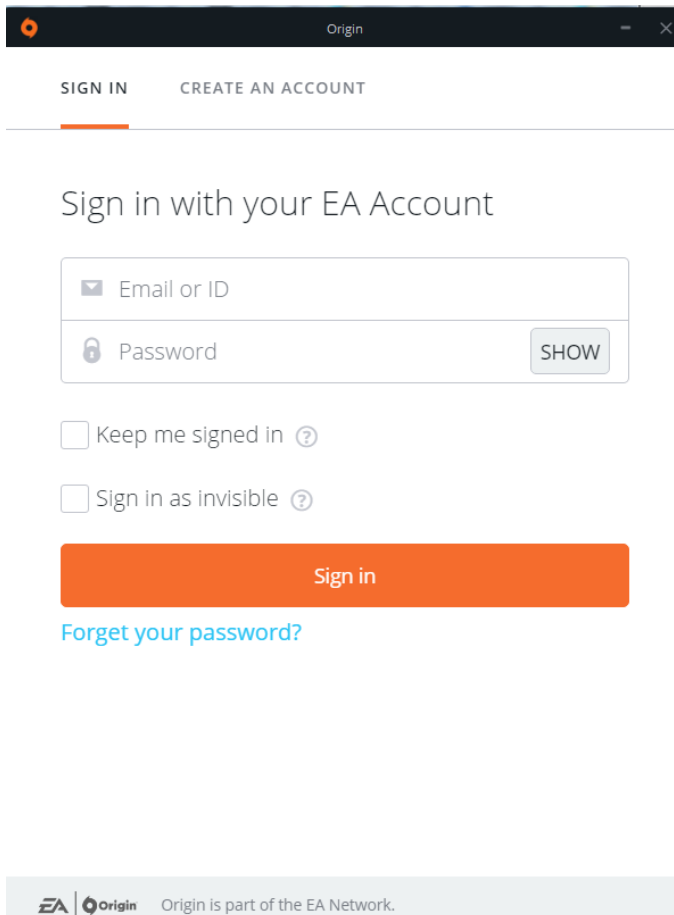 Origin
SIGN IN CREATE AN ACCOUNT
Sign in with your EA Account
Email or ID
Password SHOW
Keep me signed in ?
Sign in as invisible ?
Sign in
Forget your password?
EA Origin Origin is part of the EA Network.